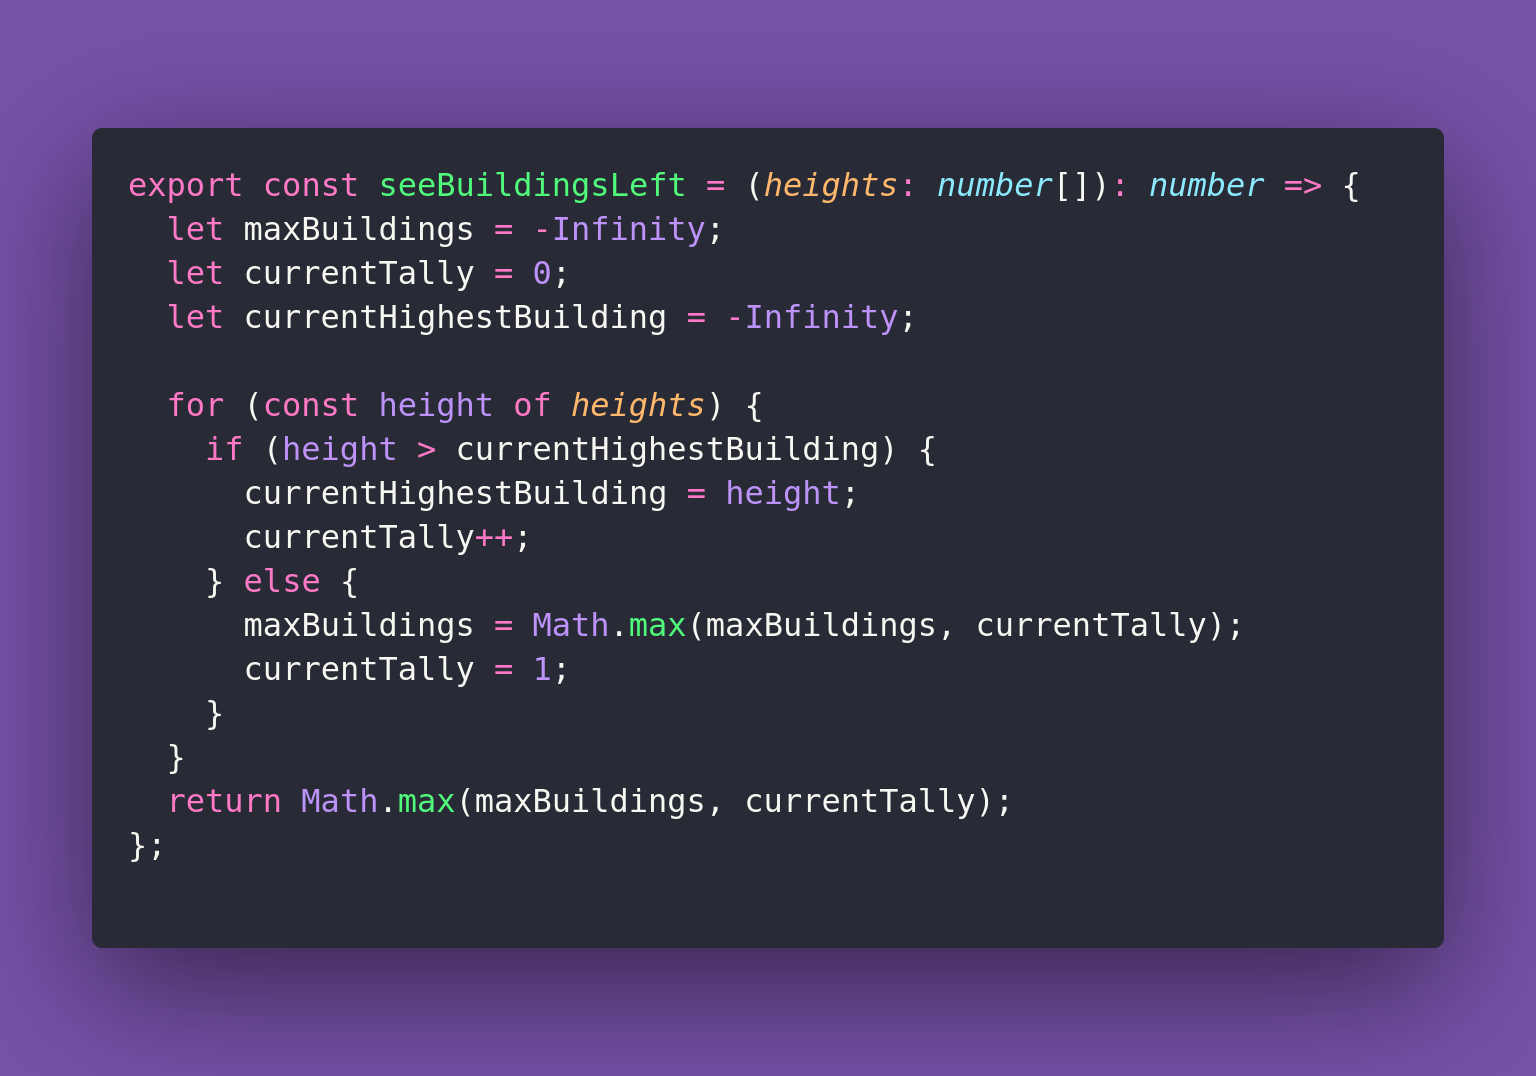 export const seeBuildingsLeft = (heights: number[]): number => {
  let maxBuildings = -Infinity;
  let currentTally = 0;
  let currentHighestBuilding = -Infinity;

  for (const height of heights) {
    if (height > currentHighestBuilding) {
      currentHighestBuilding = height;
      currentTally++;
    } else {
      maxBuildings = Math.max(maxBuildings, currentTally);
      currentTally = 1;
    }
  }
  return Math.max(maxBuildings, currentTally);
};